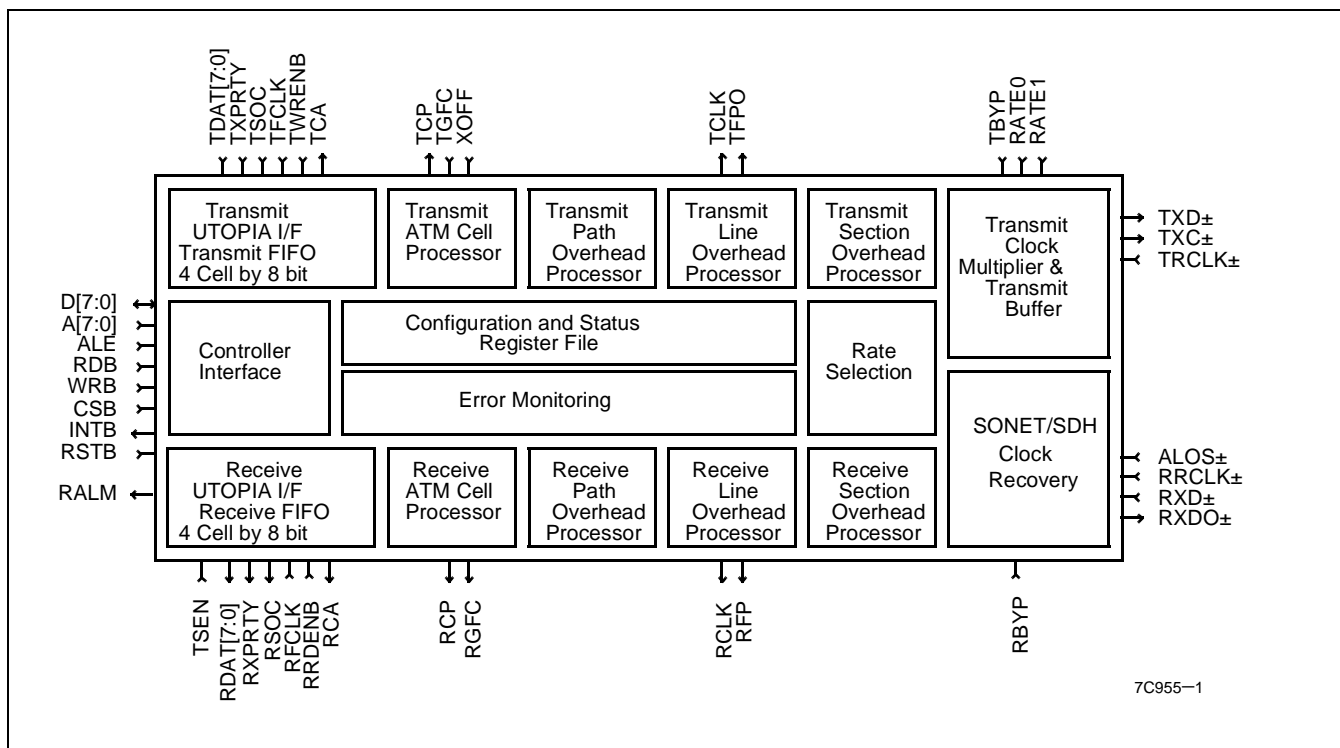 TDAT[7:0]
TXPRTY
TSOC
TFCLK
TWRENB
TCA
TCP
TGFC
XOFF
TCLK
TFPO
TBYP
RATE0
RATE1
Transmit
UTOPIA I/F
Transmit FIFO
4 Cell by 8 bit
Transmit
ATM Cell
Processor
Transmit
Path
Overhead
Processor
Transmit
Line
Overhead
Processor
Transmit
Section
Overhead
Processor
Transmit
Clock
Multiplier &
Transmit
Buffer
TXD±
TXC±
TRCLK±
D[7:0]
A[7:0]
ALE
RDB
WRB
CSB
INTB
RSTB
RALM
Controller
Interface
Configuration and Status
Register File
Error Monitoring
Rate
Selection
SONET/SDH
Clock
Recovery
ALOS±
RRCLK±
RXD±
RXDO±
Receive
UTOPIA I/F
Receive FIFO
4 Cell by 8 bit
Receive
ATM Cell
Processor
Receive
Path
Overhead
Processor
Receive
Line
Overhead
Processor
Receive
Section
Overhead
Processor
TSEN
RDAT[7:0]
RXPRTY
RSOC
RFCLK
RRDENB
RCA
RCP
RGFC
RCLK
RFP
RBYP
7C955–1